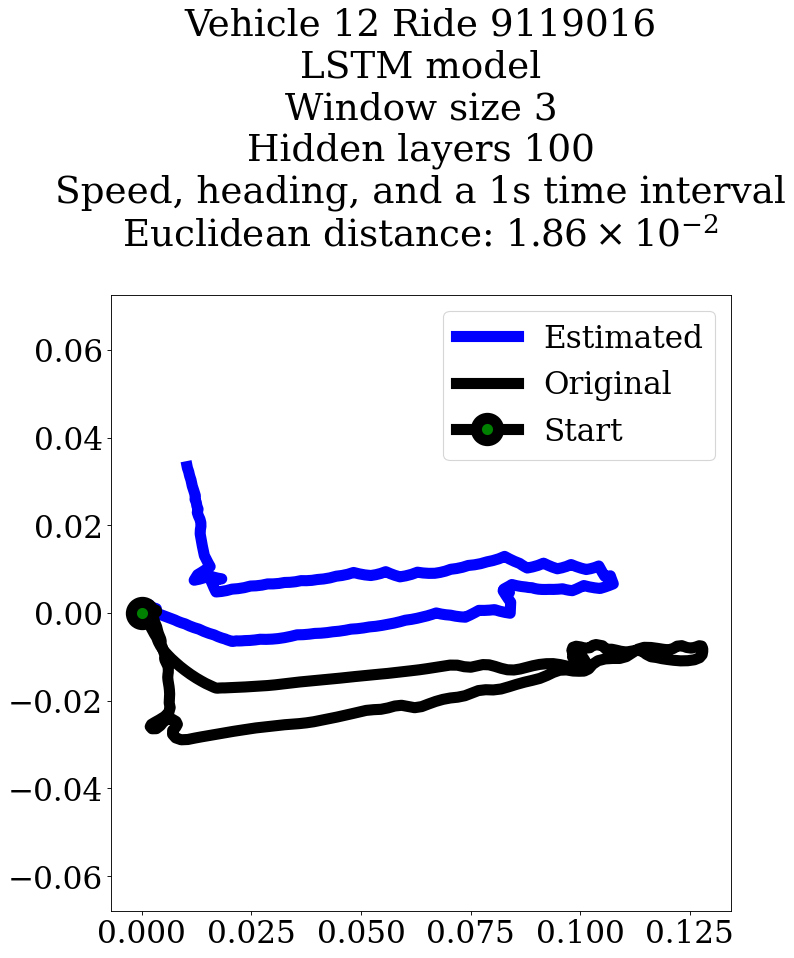 Vehicle 12 Ride 9119016
LSTM model
Window size 3
Hidden layers 100
Speed, heading, and a 1s time interval
Euclidean distance: 1.86 × 10⁻²
Estimated
Original
Start
0.06
0.04
0.02
0.00
−0.02
−0.04
−0.06
0.000 0.025 0.050 0.075 0.100 0.125